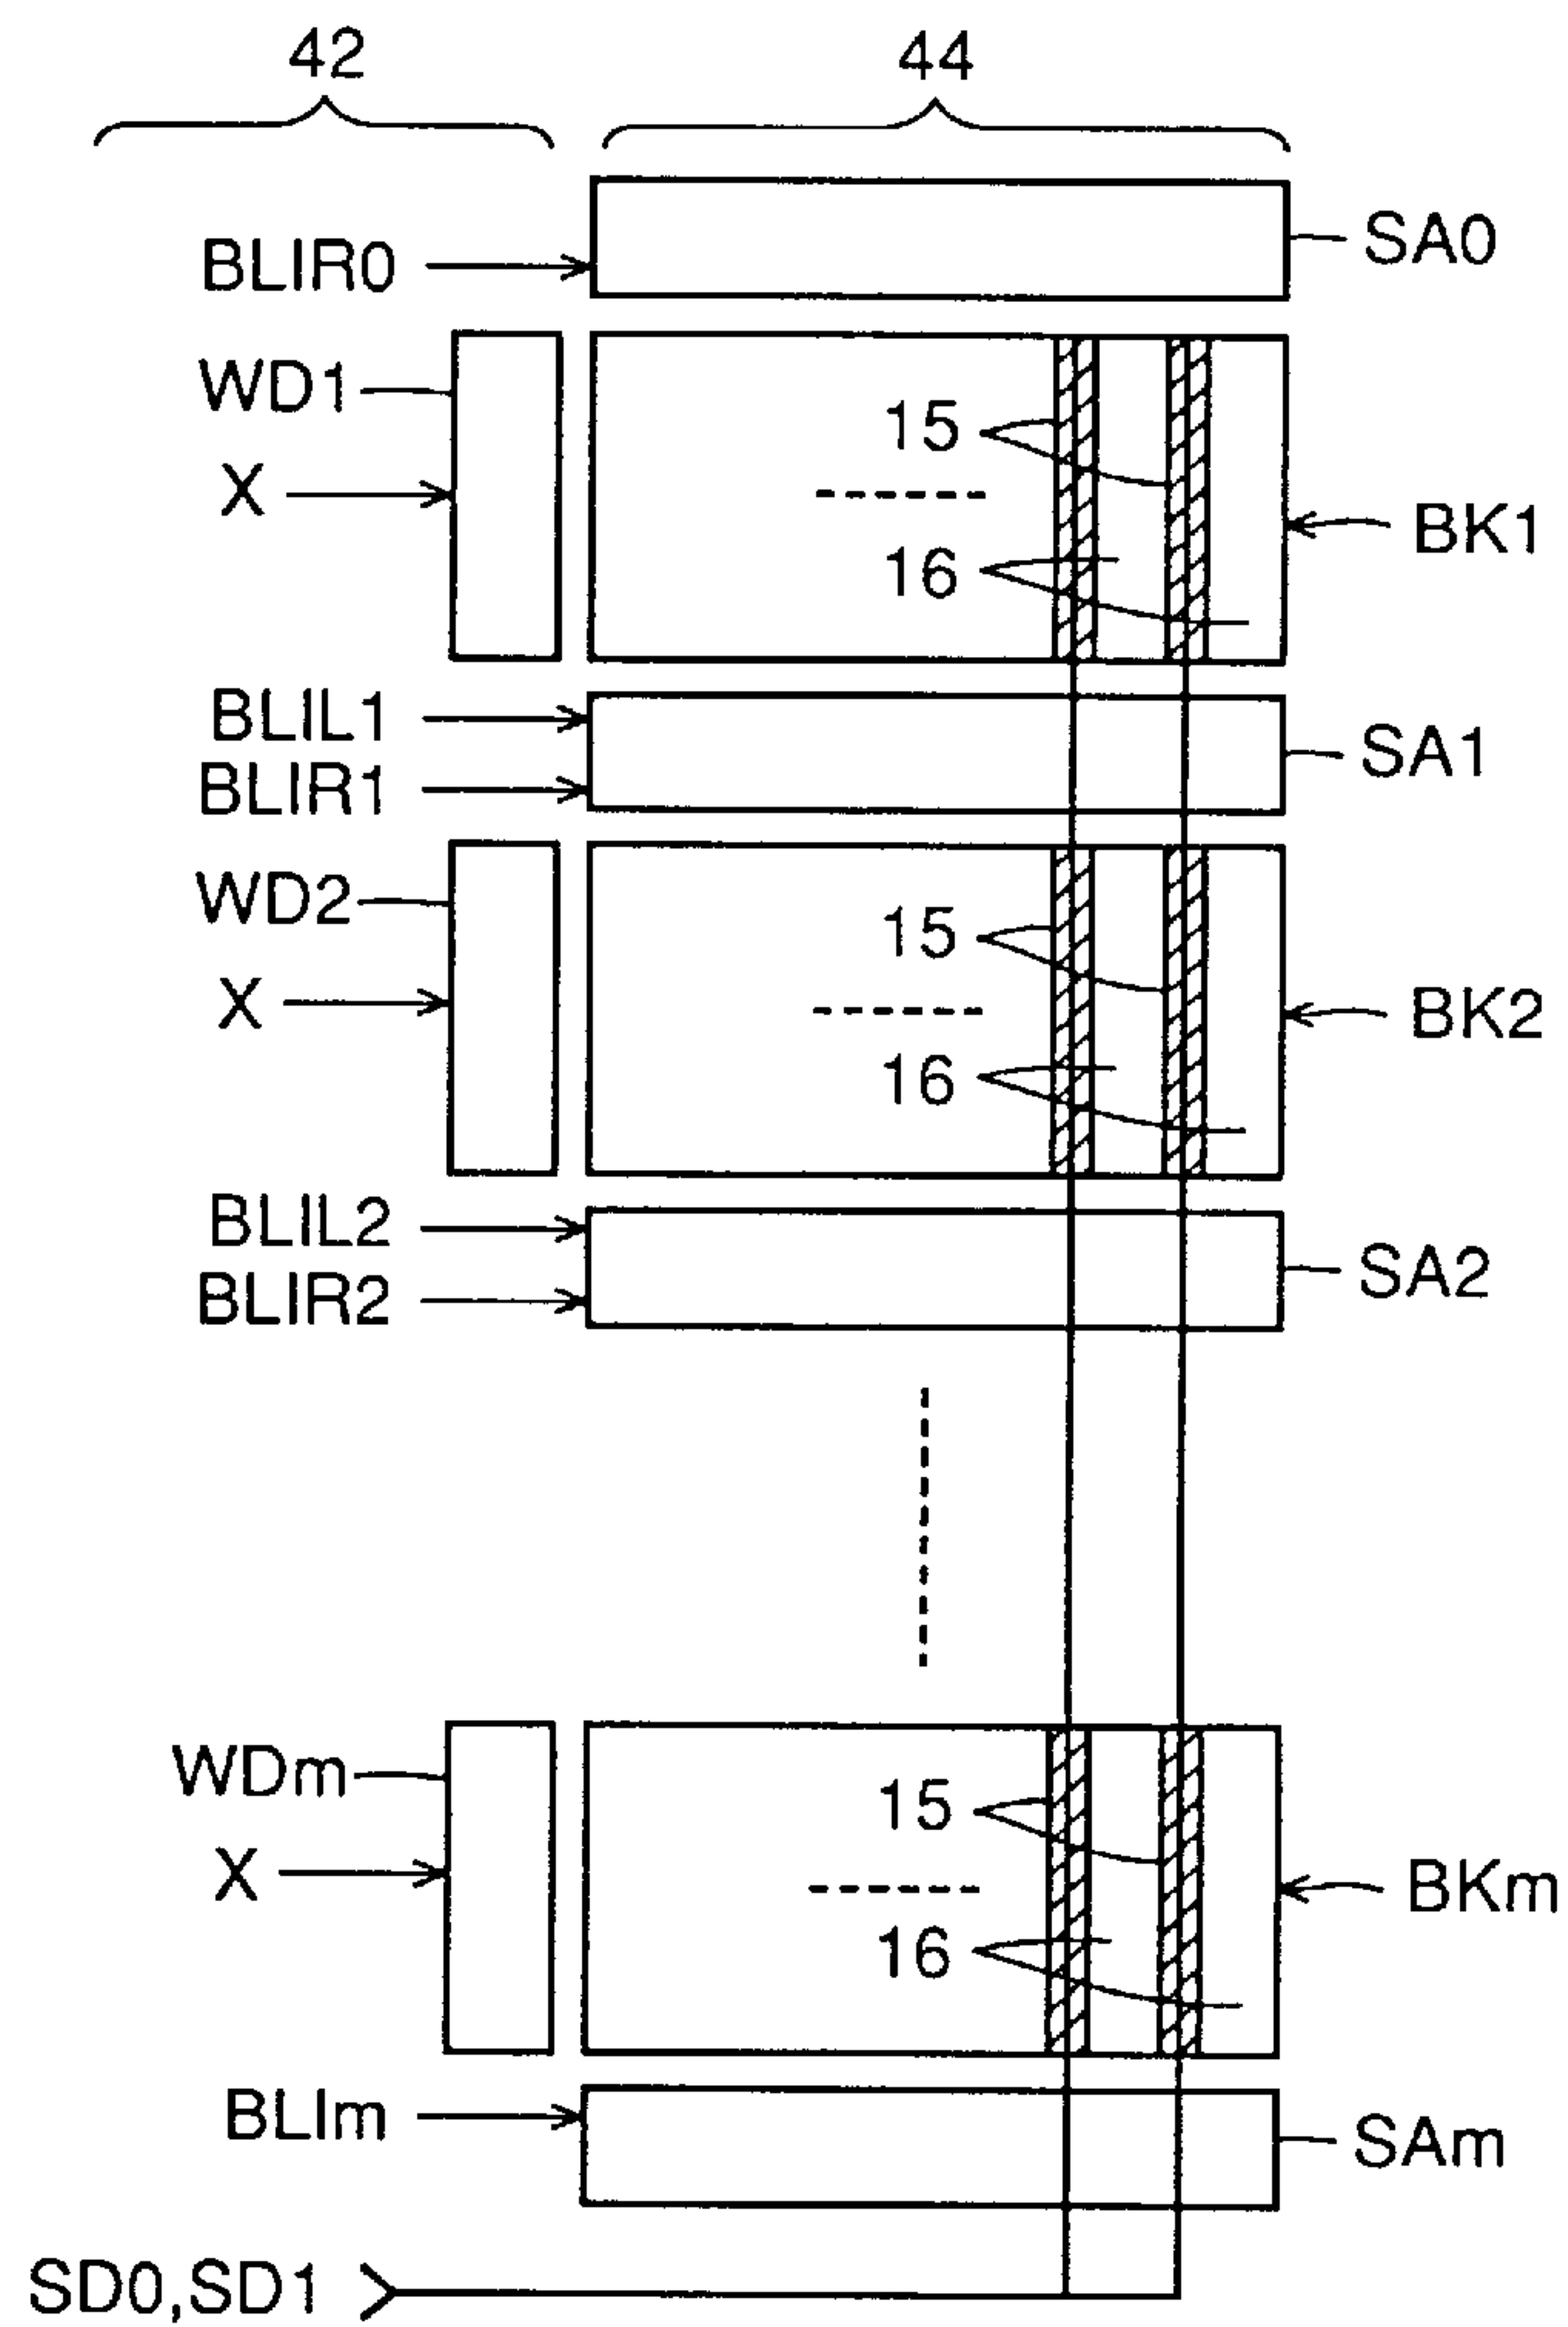 42
44
BLIR0
SA0
WD1
15
X
BK1
16
BLIL1
SA1
BLIR1
WD2
15
X
BK2
16
BLIL2
SA2
BLIR2
WDm
15
X
BKm
16
BLIm
SAm
SD0,SD1